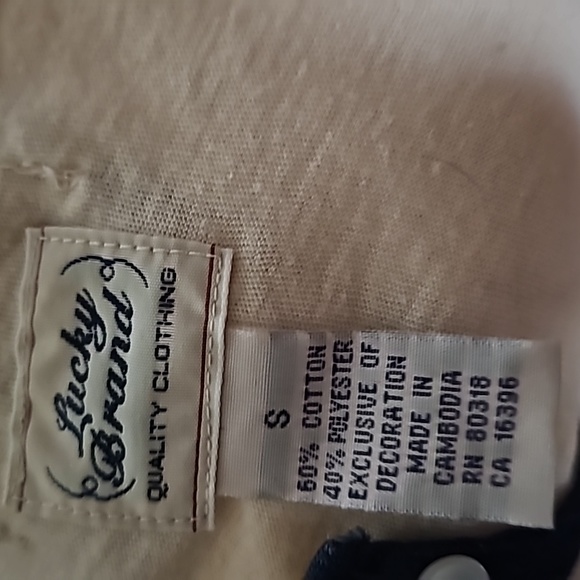 Lucky
Brand
QUALITY CLOTHING
S
60% COTTON
40% POLYESTER
EXCLUSIVE OF
DECORATION
MADE IN
CAMBODIA
RN 80318
CA 16396